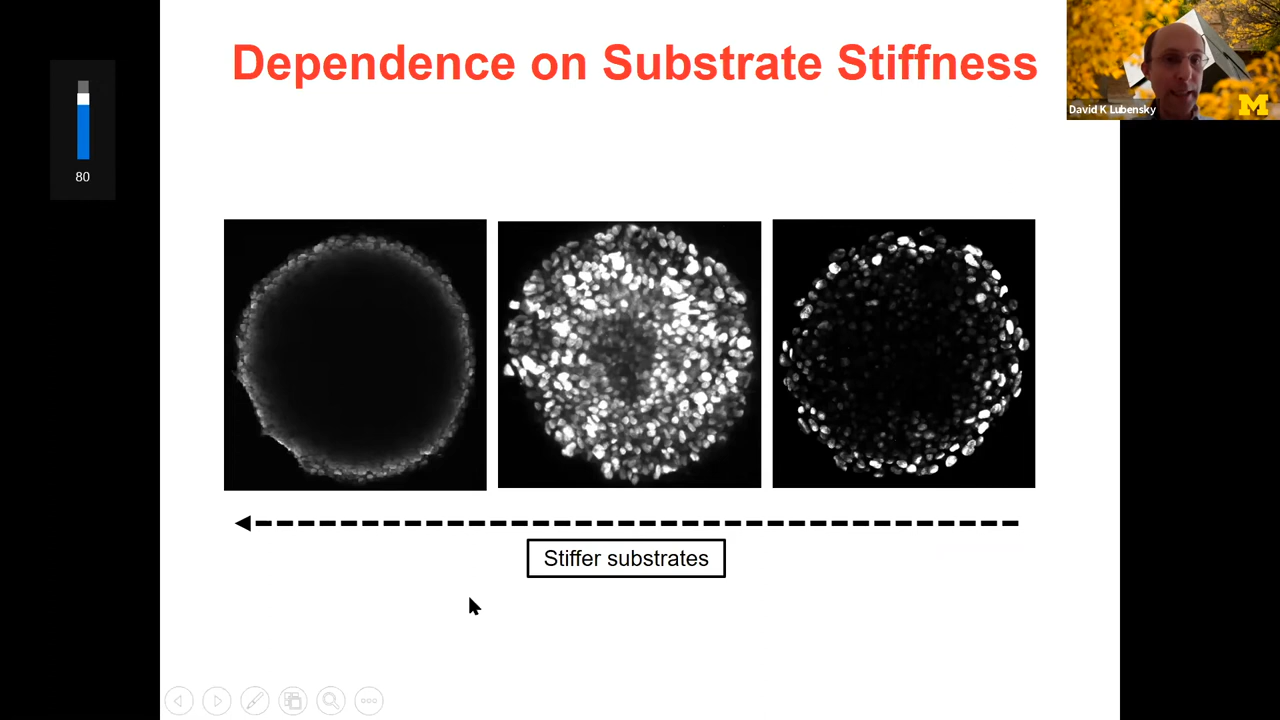 Dependence on Substrate Stiffness
David K Lubensky
M
80
Stiffer substrates